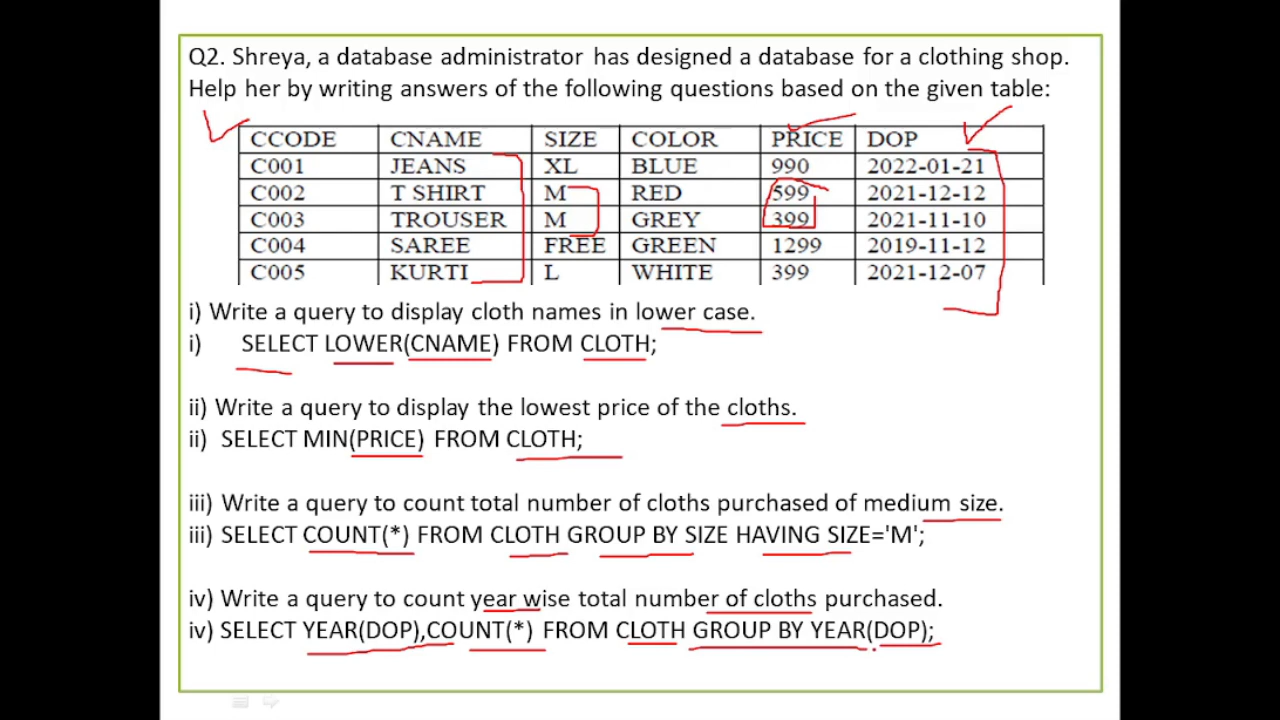 Q2. Shreya, a database administrator has designed a database for a clothing shop.
Help her by writing answers of the following questions based on the given table:
CCODE CNAME SIZE COLOR PRICE DOP
C001 JEANS XL BLUE 990 2022-01-21
C002 T SHIRT M RED 599 2021-12-12
C003 TROUSER M GREY 399 2021-11-10
C004 SAREE FREE GREEN 1299 2019-11-12
C005 KURTI L WHITE 399 2021-12-07
i) Write a query to display cloth names in lower case.
i) SELECT LOWER(CNAME) FROM CLOTH;
ii) Write a query to display the lowest price of the cloths.
ii) SELECT MIN(PRICE) FROM CLOTH;
iii) Write a query to count total number of cloths purchased of medium size.
iii) SELECT COUNT(*) FROM CLOTH GROUP BY SIZE HAVING SIZE='M';
iv) Write a query to count year wise total number of cloths purchased.
iv) SELECT YEAR(DOP),COUNT(*) FROM CLOTH GROUP BY YEAR(DOP);